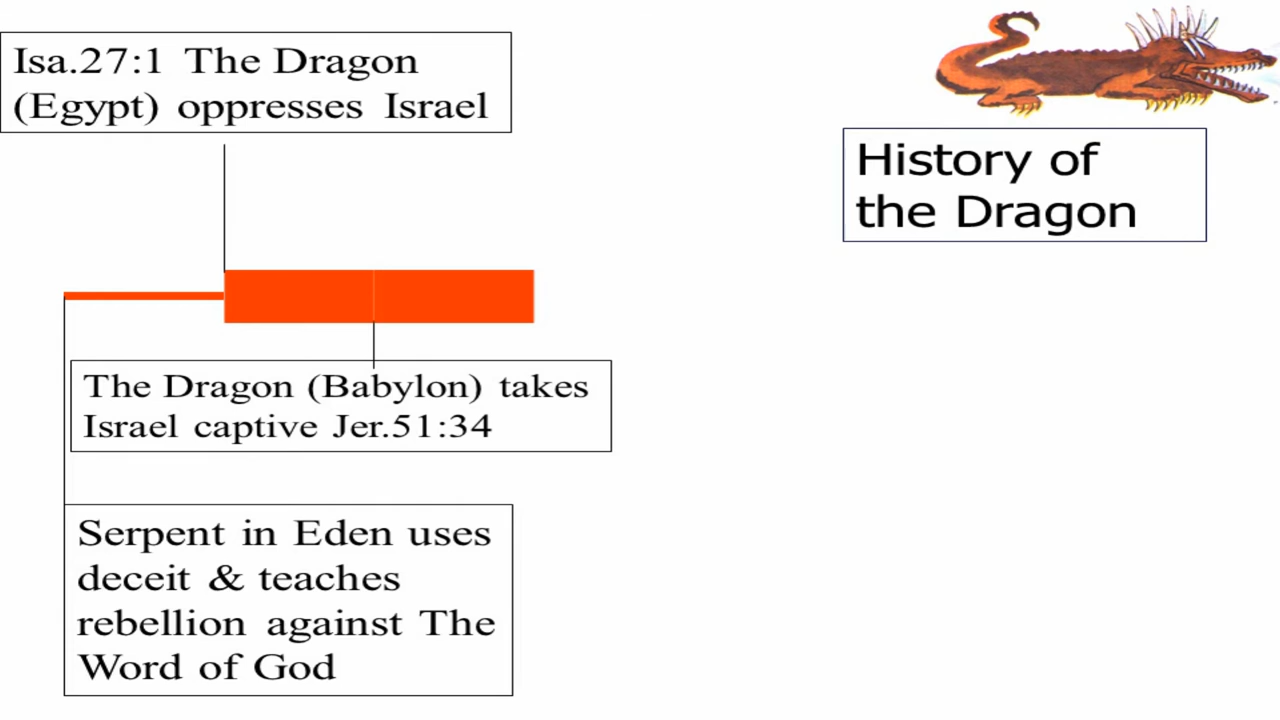 Isa.27:1 The Dragon
(Egypt) oppresses Israel
History of
the Dragon
The Dragon (Babylon) takes
Israel captive Jer.51:34
Serpent in Eden uses
deceit & teaches
rebellion against The
Word of God